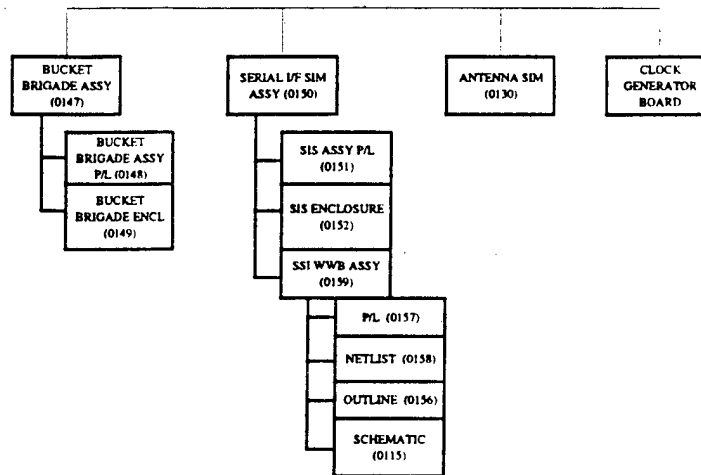 BUCKET
BRIGADE ASSY
(0147)
SERIAL I/F SIM
ASSY (0150)
ANTENNA SIM
(0130)
CLOCK
GENERATOR
BOARD
BUCKET
BRIGADE ASSY
P/L (0148)
BUCKET
BRIGADE ENCL
(0149)
SIS ASSY P/L
(0151)
SIS ENCLOSURE
(0152)
SSI WWB ASSY
(0159)
P/L (0157)
NETLIST (0158)
OUTLINE (0156)
SCHEMATIC
(0115)